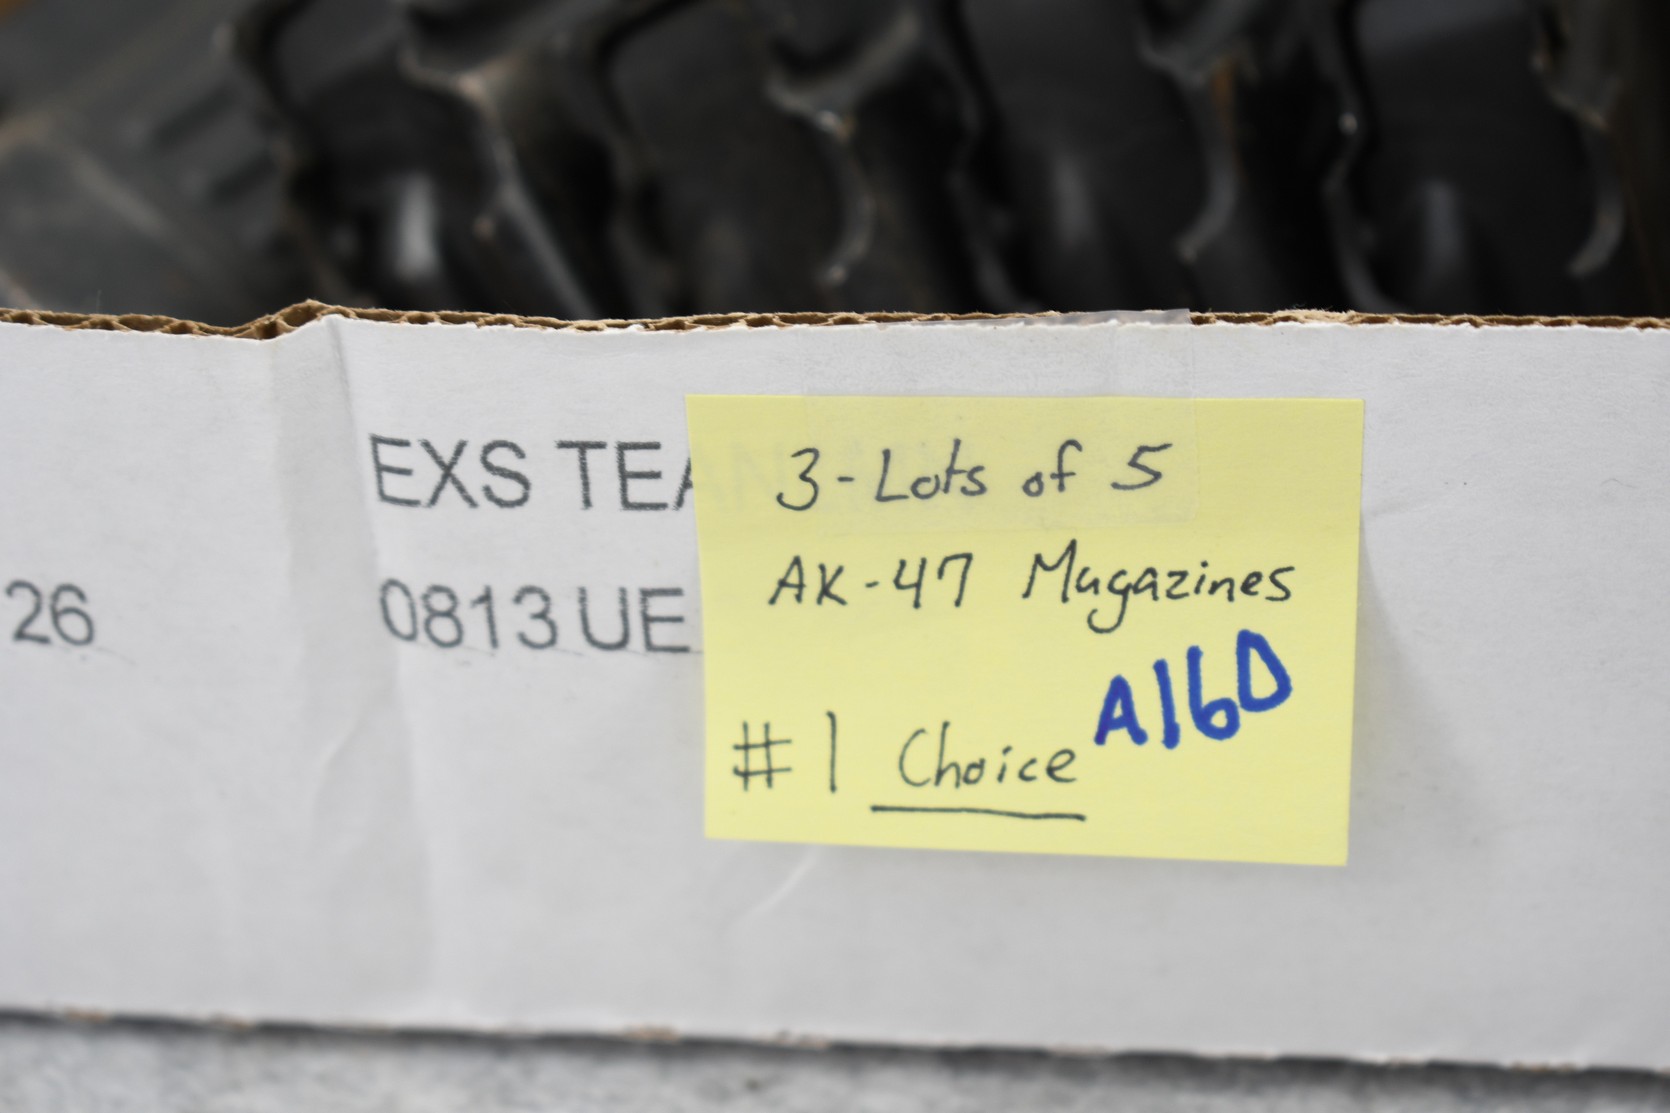 EXS TEA
26
0813 UE
3-Lots of 5
AK-47 Magazines
A160
#1 Choice